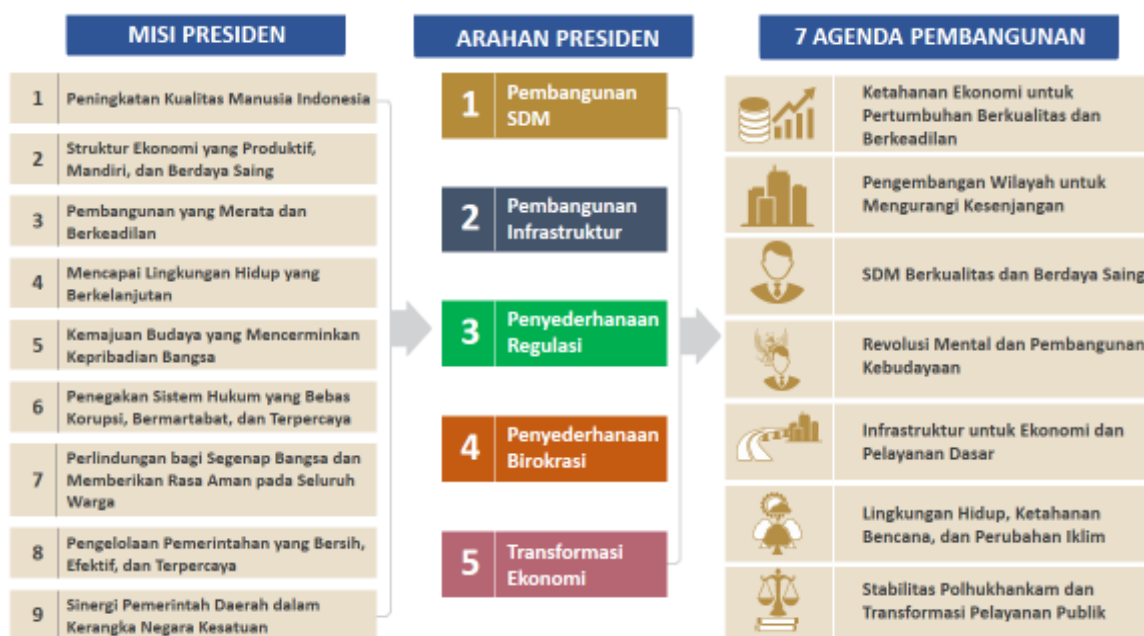 MISI PRESIDEN
1
Peningkatan Kualitas Manusia Indonesia
2
Struktur Ekonomi yang Produktif,
Mandiri, dan Berdaya Saing
3
Pembangunan yang Merata dan
Berkeadilan
4
Mencapai Lingkungan Hidup yang
Berkelanjutan
5
Kemajuan Budaya yang Mencerminkan
Kepribadian Bangsa
6
Penegakan Sistem Hukum yang Bebas
Korupsi, Bermartabat, dan Terpercaya
7
Perlindungan bagi Segenap Bangsa dan
Memberikan Rasa Aman pada Seluruh
Warga
8
Pengelolaan Pemerintahan yang Bersih,
Efektif, dan Terpercaya
9
Sinergi Pemerintah Daerah dalam
Kerangka Negara Kesatuan
ARAHAN PRESIDEN
1
Pembangunan
SDM
2
Pembangunan
Infrastruktur
3
Penyederhanaan
Regulasi
4
Penyederhanaan
Birokrasi
5
Transformasi
Ekonomi
7 AGENDA PEMBANGUNAN
Ketahanan Ekonomi untuk
Pertumbuhan Berkualitas dan
Berkeadilan
Pengembangan Wilayah untuk
Mengurangi Kesenjangan
SDM Berkualitas dan Berdaya Saing
Revolusi Mental dan Pembangunan
Kebudayaan
Infrastruktur untuk Ekonomi dan
Pelayanan Dasar
Lingkungan Hidup, Ketahanan
Bencana, dan Perubahan Iklim
Stabilitas Polhukhankam dan
Transformasi Pelayanan Publik